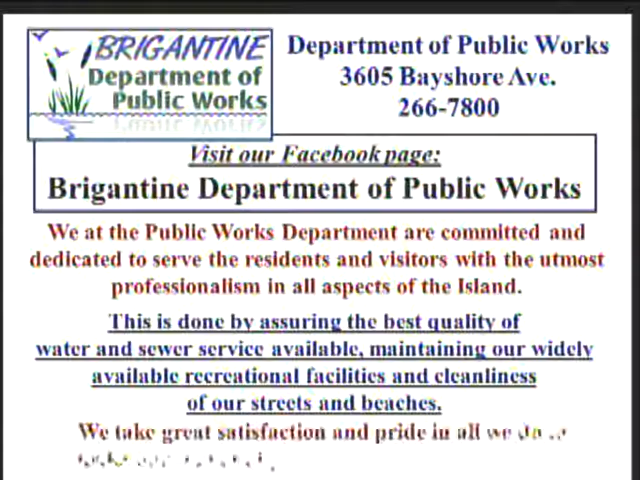 BRIGANTINE
Department of
Public Works
Department of Public Works
3605 Bayshore Ave.
266-7800
Visit our Facebook page:
Brigantine Department of Public Works
We at the Public Works Department are committed and
dedicated to serve the residents and visitors with the utmost
professionalism in all aspects of the Island.
This is done by assuring the best quality of
water and sewer service available, maintaining our widely
available recreational facilities and cleanliness
of our streets and beaches.
We take great satisfaction and pride in all we